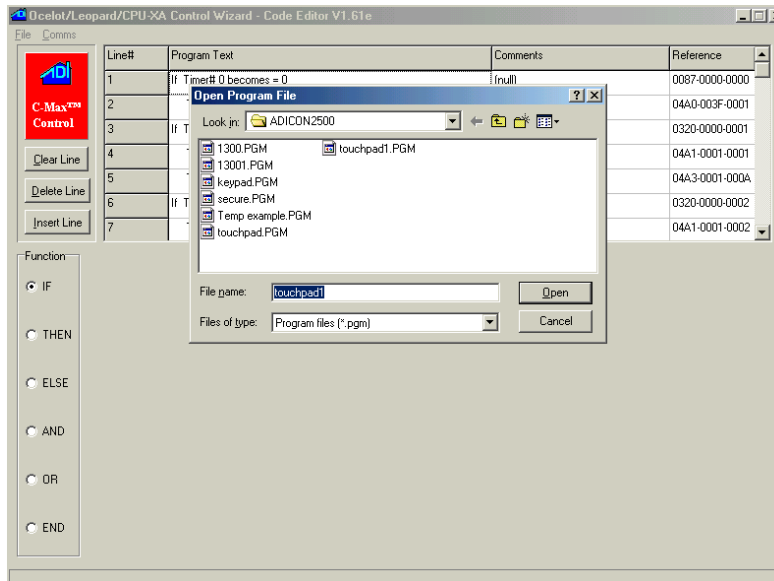 Ocelot/Leopard/CPU-XA Control Wizard - Code Editor V1.61e
File Comms
ADI
C-Max™
Control
Clear Line
Delete Line
Insert Line
Line# Program Text Comments Reference
1 If Timer# 0 becomes = 0 (null) 0087-0000-0000
2 04A0-003F-0001
3 If T 0320-0000-0001
4 04A1-0001-0001
5 04A3-0001-000A
6 If T 0320-0000-0002
7 04A1-0001-0002
Open Program File
Look in: ADICON2500
1300.PGM
13001.PGM
keypad.PGM
secure.PGM
Temp example.PGM
touchpad.PGM
touchpad1.PGM
File name: touchpad1
Open
Files of type: Program files (*.pgm)
Cancel
Function
IF
THEN
ELSE
AND
OR
END